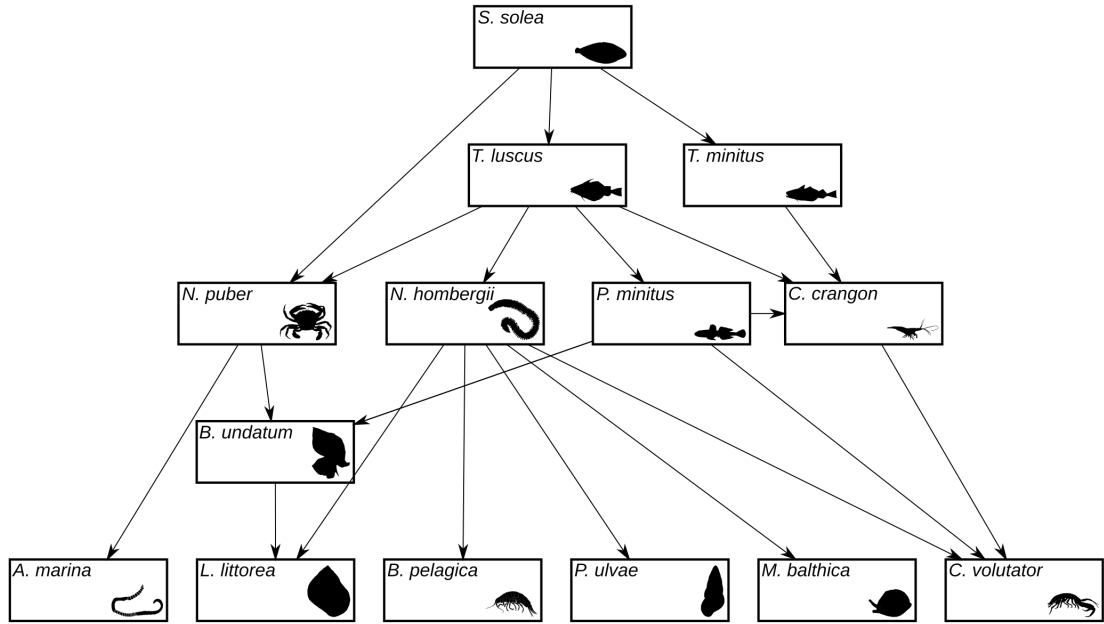 S. solea
T. luscus
T. minitus
N. puber
N. hombergii
P. minitus
C. crangon
B. undatum
A. marina
L. littorea
B. pelagica
P. ulvae
M. balthica
C. volutator